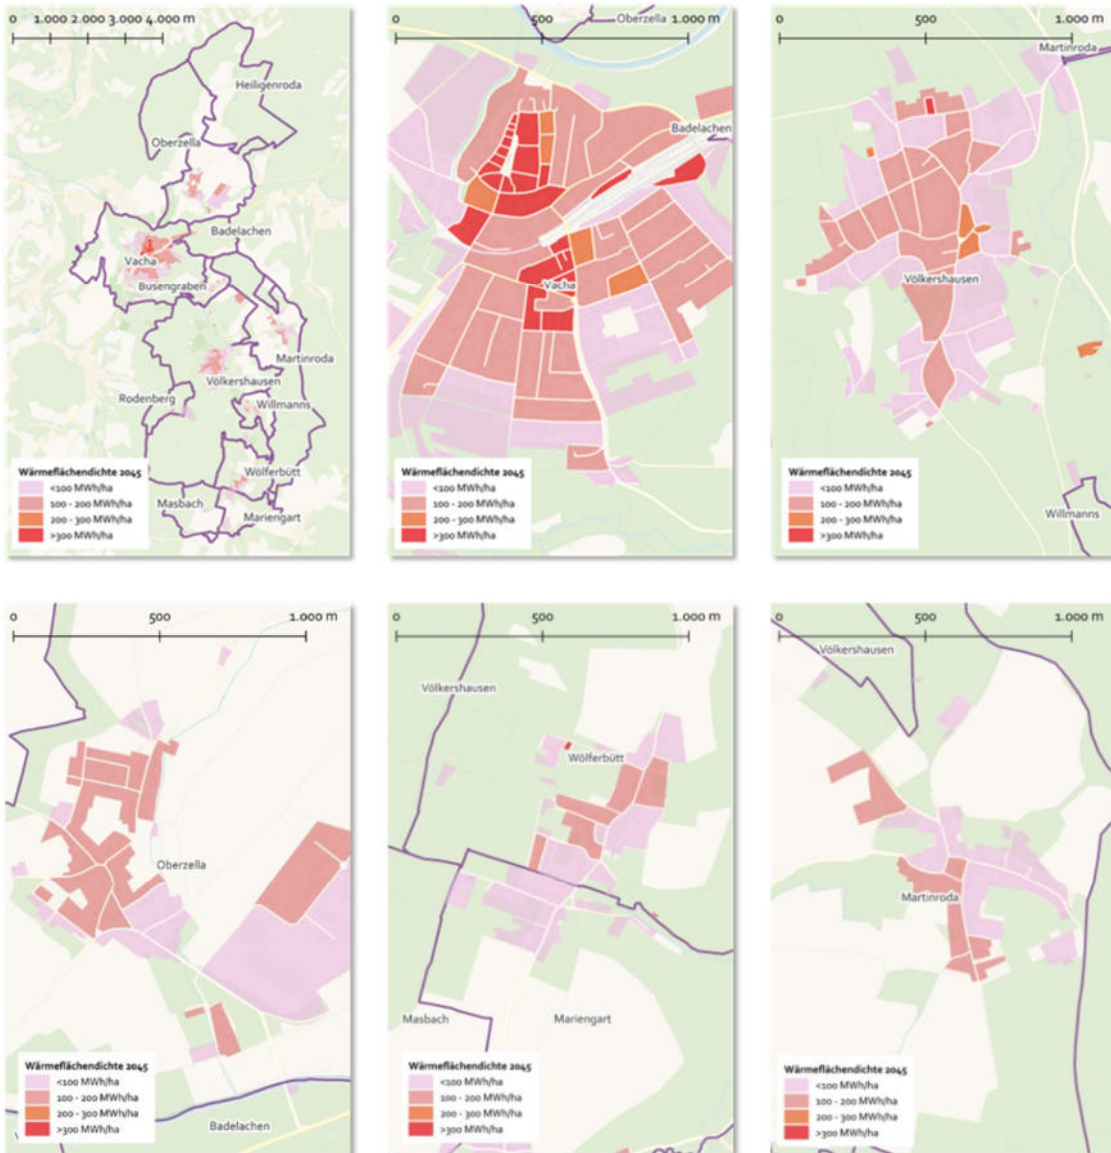 0 1.000 2.000 3.000 4.000 m
Heiligenroda
Oberzella
Badelachen
Vacha
Busengraben
Martinroda
Völkershausen
Rodenberg
Willmanns
Wölferbütt
Masbach
Mariengart
Wärmeflächendichte 2045
<100 MWh/ha
100 - 200 MWh/ha
200 - 300 MWh/ha
>300 MWh/ha
0 500 1.000 m
Oberzella
Badelachen
Vacha
Wärmeflächendichte 2045
<100 MWh/ha
100 - 200 MWh/ha
200 - 300 MWh/ha
>300 MWh/ha
0 500 1.000 m
Martinroda
Völkershausen
Willmanns
Wärmeflächendichte 2045
<100 MWh/ha
100 - 200 MWh/ha
200 - 300 MWh/ha
>300 MWh/ha
0 500 1.000 m
Oberzella
Badelachen
Wärmeflächendichte 2045
<100 MWh/ha
100 - 200 MWh/ha
200 - 300 MWh/ha
>300 MWh/ha
0 500 1.000 m
Völkershausen
Wölferbütt
Masbach
Mariengart
Wärmeflächendichte 2045
<100 MWh/ha
100 - 200 MWh/ha
200 - 300 MWh/ha
>300 MWh/ha
0 500 1.000 m
Völkershausen
Martinroda
Wärmeflächendichte 2045
<100 MWh/ha
100 - 200 MWh/ha
200 - 300 MWh/ha
>300 MWh/ha